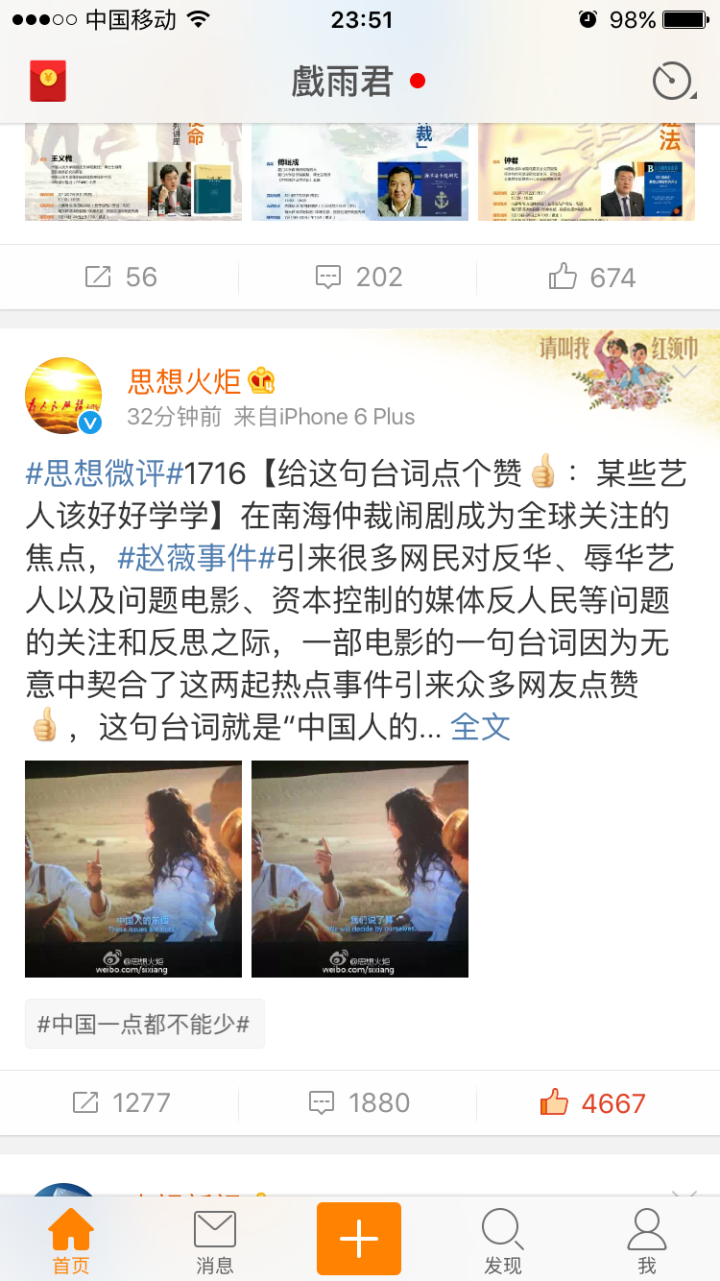 中国移动
23:51
98%
戲雨君
使命
裁」
法
王义桅
傅崐成
钟声
56
202
674
请叫我 红领巾
思想火炬
32分钟前 来自iPhone 6 Plus
#思想微评#1716【给这句台词点个赞👍：某些艺
人该好好学学】在南海仲裁闹剧成为全球关注的
焦点，#赵薇事件#引来很多网民对反华、辱华艺
人以及问题电影、资本控制的媒体反人民等问题
的关注和反思之际，一部电影的一句台词因为无
意中契合了这两起热点事件引来众多网友点赞
👍，这句台词就是“中国人的... 全文
中国人的东西
These issues are ours.
@思想火炬
weibo.com/sixiang
我们说了算
We will decide by ourselves.
@思想火炬
weibo.com/sixiang
#中国一点都不能少#
1277
1880
4667
首页
消息
发现
我